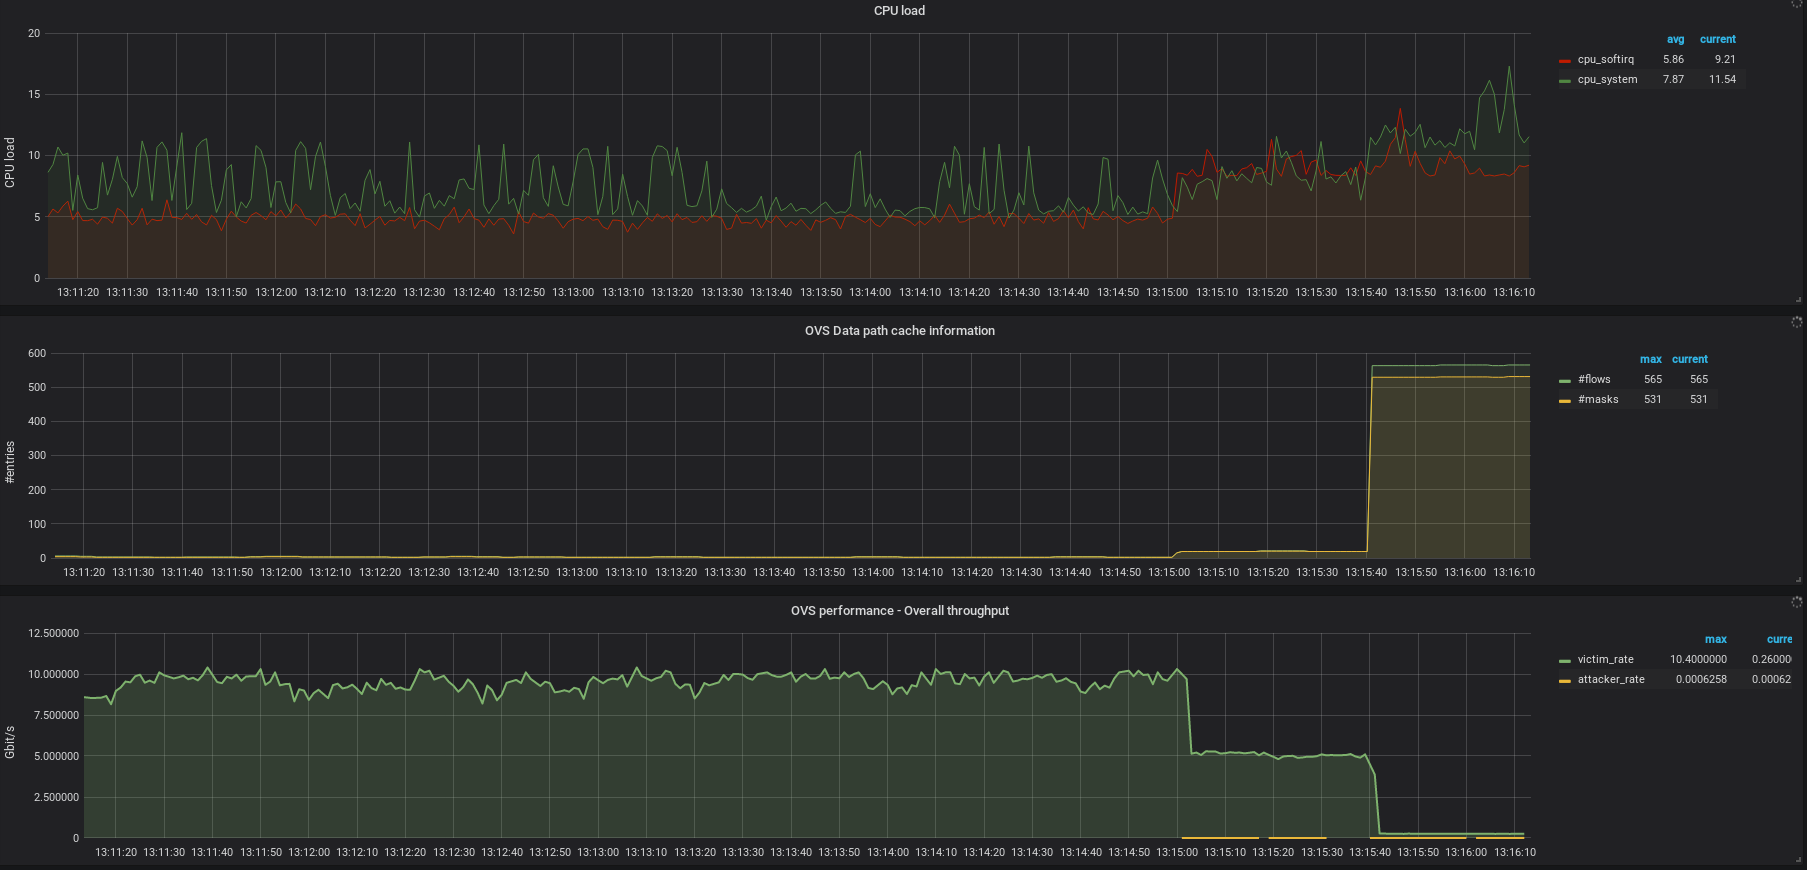 CPU load
avg current
cpu_softirq 5.86 9.21
cpu_system 7.87 11.54
CPU load
20
15
10
5
0
13:11:20 13:11:30 13:11:40 13:11:50 13:12:00 13:12:10 13:12:20 13:12:30 13:12:40 13:12:50 13:13:00 13:13:10 13:13:20 13:13:30 13:13:40 13:13:50 13:14:00 13:14:10 13:14:20 13:14:30 13:14:40 13:14:50 13:15:00 13:15:10 13:15:20 13:15:30 13:15:40 13:15:50 13:16:00 13:16:10
OVS Data path cache information
max current
#flows 565 565
#masks 531 531
#entries
600
500
400
300
200
100
0
13:11:20 13:11:30 13:11:40 13:11:50 13:12:00 13:12:10 13:12:20 13:12:30 13:12:40 13:12:50 13:13:00 13:13:10 13:13:20 13:13:30 13:13:40 13:13:50 13:14:00 13:14:10 13:14:20 13:14:30 13:14:40 13:14:50 13:15:00 13:15:10 13:15:20 13:15:30 13:15:40 13:15:50 13:16:00 13:16:10
OVS performance - Overall throughput
max curre
victim_rate 10.4000000 0.26000
attacker_rate 0.0006258 0.00062
Gbit/s
12.500000
10.000000
7.500000
5.000000
2.500000
0
13:11:20 13:11:30 13:11:40 13:11:50 13:12:00 13:12:10 13:12:20 13:12:30 13:12:40 13:12:50 13:13:00 13:13:10 13:13:20 13:13:30 13:13:40 13:13:50 13:14:00 13:14:10 13:14:20 13:14:30 13:14:40 13:14:50 13:15:00 13:15:10 13:15:20 13:15:30 13:15:40 13:15:50 13:16:00 13:16:10